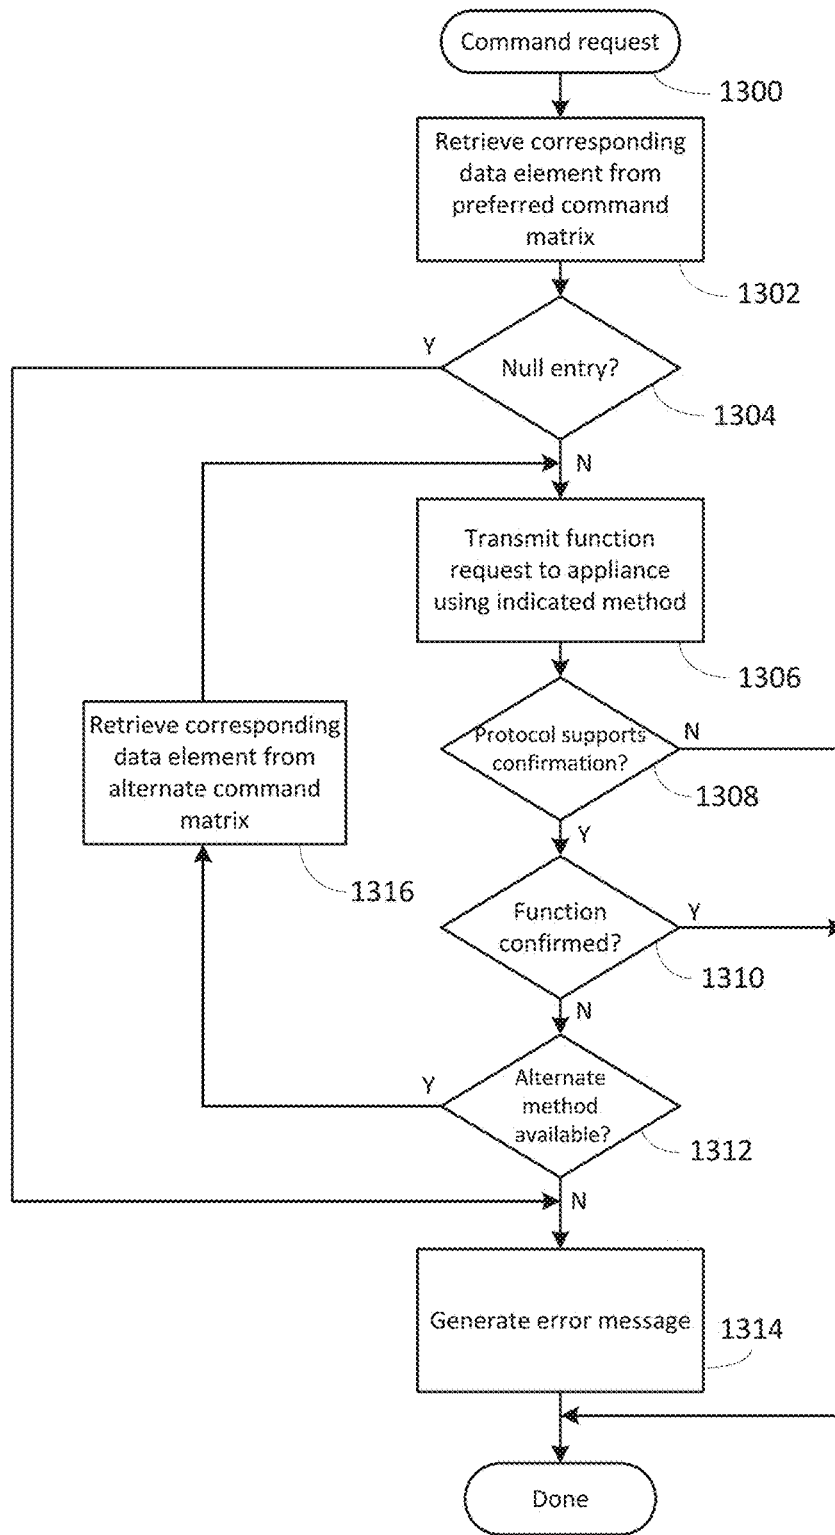 Command request
1300
Retrieve corresponding
data element from
preferred command
matrix
1302
Y
Null entry?
1304
N
Transmit function
request to appliance
using indicated method
1306
Retrieve corresponding
data element from
alternate command
matrix
1316
Protocol supports
confirmation?
N
1308
Y
Function
confirmed?
Y
1310
N
Y
Alternate
method
available?
1312
N
Generate error message
1314
Done